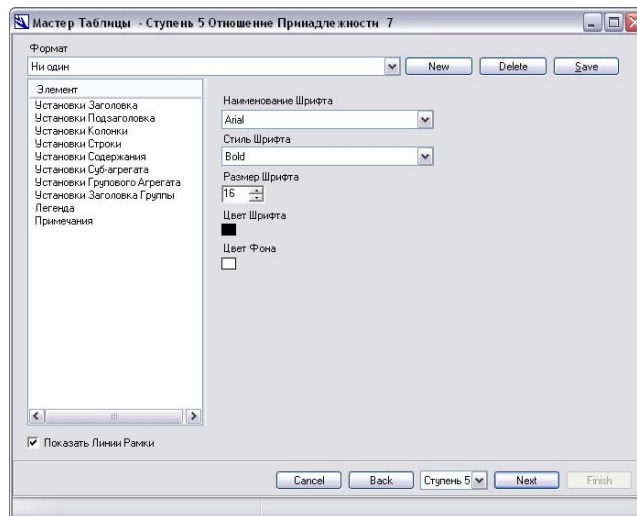 Мастер Таблицы - Ступень 5 Отношение Принадлежности 7
Формат
Ни один
New
Delete
Save
Элемент
Установки Заголовка
Установки Подзаголовка
Установки Колонки
Установки Строки
Установки Содержания
Установки Суб-агрегата
Установки Групового Агрегата
Установки Заголовка Группы
Легенда
Примечания
Наименование Шрифта
Arial
Стиль Шрифта
Bold
Размер Шрифта
16
Цвет Шрифта
Цвет Фона
Показать Линии Рамки
Cancel
Back
Ступень 5
Next
Finish